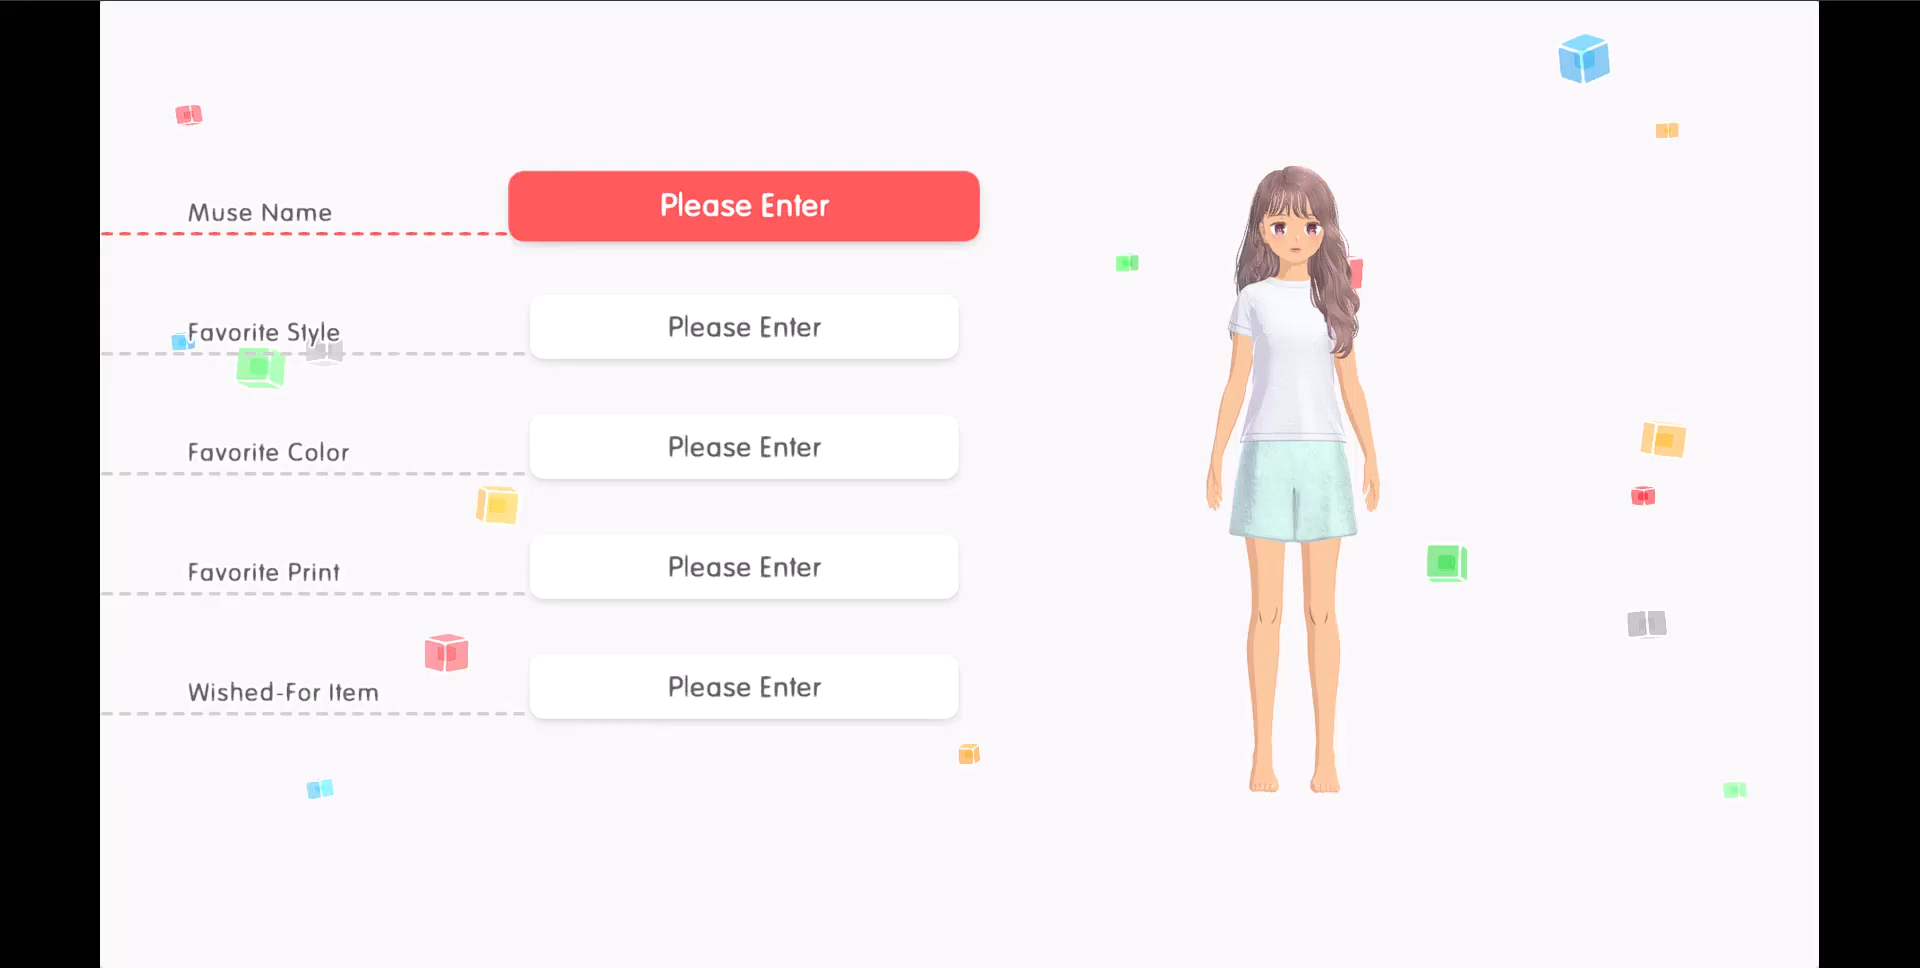 Muse Name
Please Enter
Favorite Style
Please Enter
Favorite Color
Please Enter
Favorite Print
Please Enter
Wished-For Item
Please Enter